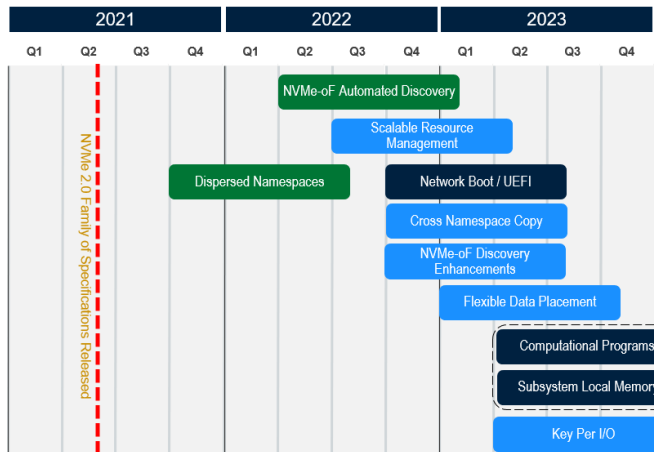 2021 2022 2023
Q1 Q2 Q3 Q4 Q1 Q2 Q3 Q4 Q1 Q2 Q3 Q4
NVMe 2.0 Family of Specifications Released
NVMe-oF Automated Discovery
Scalable Resource
Management
Dispersed Namespaces
Network Boot / UEFI
Cross Namespace Copy
NVMe-oF Discovery
Enhancements
Flexible Data Placement
Computational Programs
Subsystem Local Memory
Key Per I/O